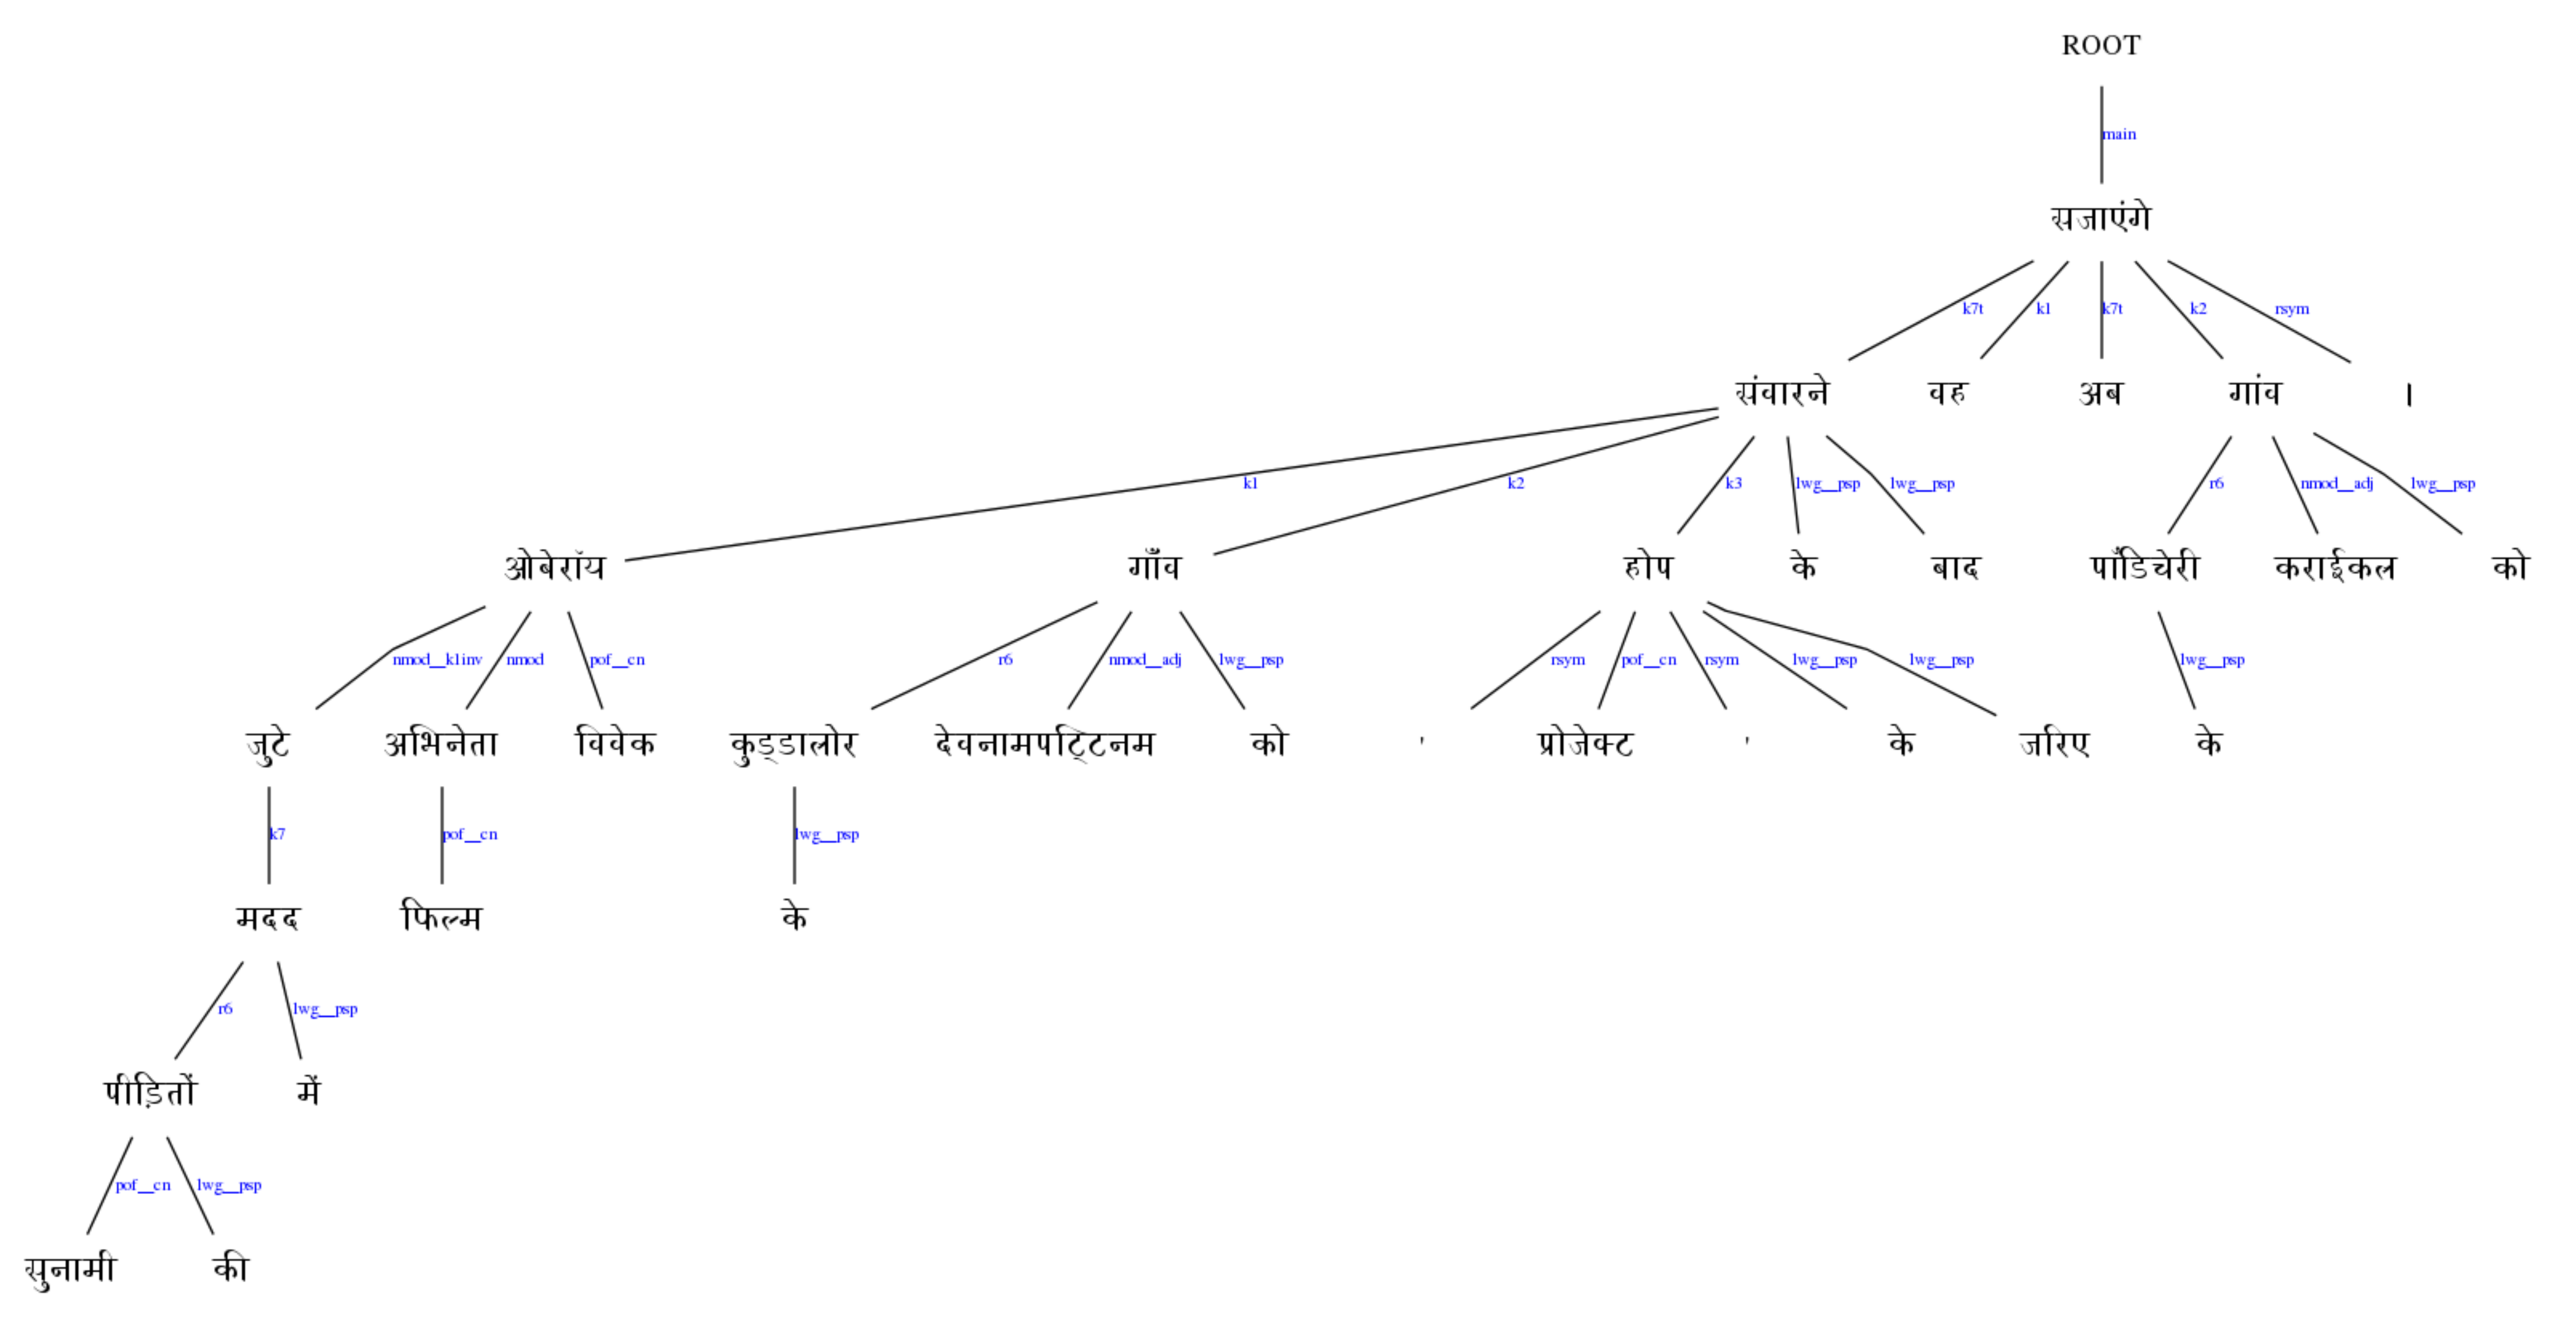 ROOT
main
सजाएंगे
k7t k1 k7t k2 rsym
संवारने वह अब गांव ।
k1 k2 k3 lwg__psp lwg__psp r6 nmod__adj lwg__psp
ओबेरॉय गाँव होप के बाद पाँडिचेरी कराईकल को
nmod__k1inv nmod pof__cn r6 nmod__adj lwg__psp rsym pof__cn rsym lwg__psp lwg__psp lwg__psp
जुटे अभिनेता विवेक कुड्डालोर देवनामपट्टिनम को ' प्रोजेक्ट ' के जरिए के
k7 pof__cn lwg__psp
मदद फिल्म के
r6 lwg__psp
पीड़ितों में
pof__cn lwg__psp
सुनामी की